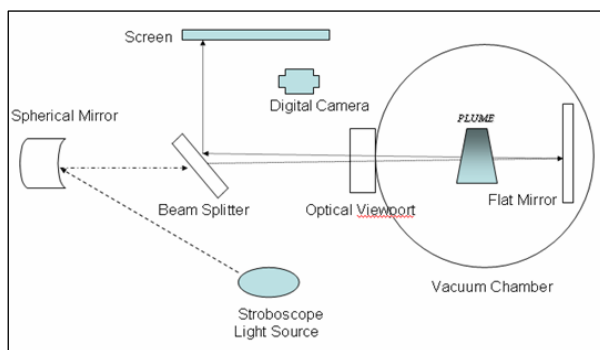 Screen
Digital Camera
Spherical Mirror
PLUME
Beam Splitter
Optical Viewport
Flat Mirror
Stroboscope
Light Source
Vacuum Chamber